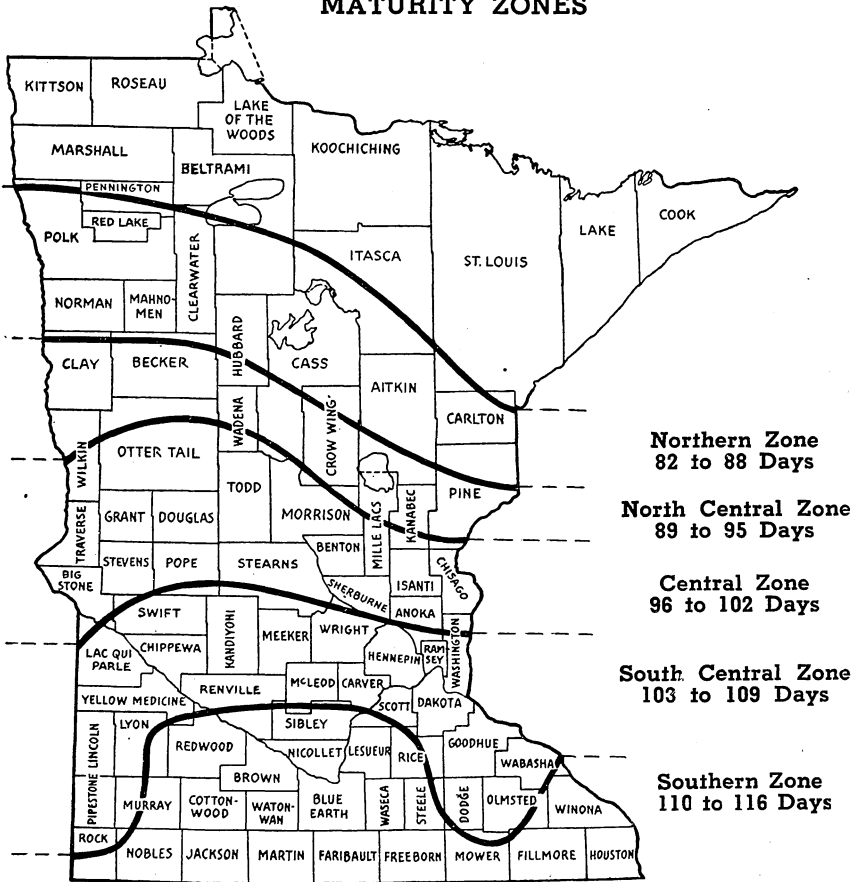 MATURITY ZONES
KITTSON
ROSEAU
LAKE
OF THE
WOODS
MARSHALL
BELTRAMI
KOOCHICHING
PENNINGTON
RED LAKE
POLK
CLEARWATER
ITASCA
ST. LOUIS
LAKE
COOK
NORMAN
MAHNO-
MEN
HUBBARD
CASS
CLAY
BECKER
AITKIN
CARLTON
WADENA
CROW WING
WILKIN
OTTER TAIL
Northern Zone
82 to 88 Days
TODD
PINE
TRAVERSE
GRANT
DOUGLAS
MORRISON
MILLE LACS
KANABEC
North Central Zone
89 to 95 Days
BENTON
STEVENS
POPE
STEARNS
BIG
STONE
SHERBURNE
ISANTI
CHISAGO
Central Zone
96 to 102 Days
SWIFT
KANDIYOHI
MEEKER
WRIGHT
ANOKA
WASHINGTON
LAC QUI
PARLE
CHIPPEWA
HENNEPIN
RAM-
SEY
South Central Zone
103 to 109 Days
YELLOW MEDICINE
RENVILLE
McLEOD
CARVER
SCOTT
DAKOTA
LINCOLN
LYON
REDWOOD
SIBLEY
NICOLLET
LESUEUR
RICE
GOODHUE
WABASHA
BROWN
PIPESTONE
MURRAY
COTTON-
WOOD
WATON-
WAN
BLUE
EARTH
WASECA
STEELE
DODGE
OLMSTED
WINONA
Southern Zone
110 to 116 Days
ROCK
NOBLES
JACKSON
MARTIN
FARIBAULT
FREEBORN
MOWER
FILLMORE
HOUSTON